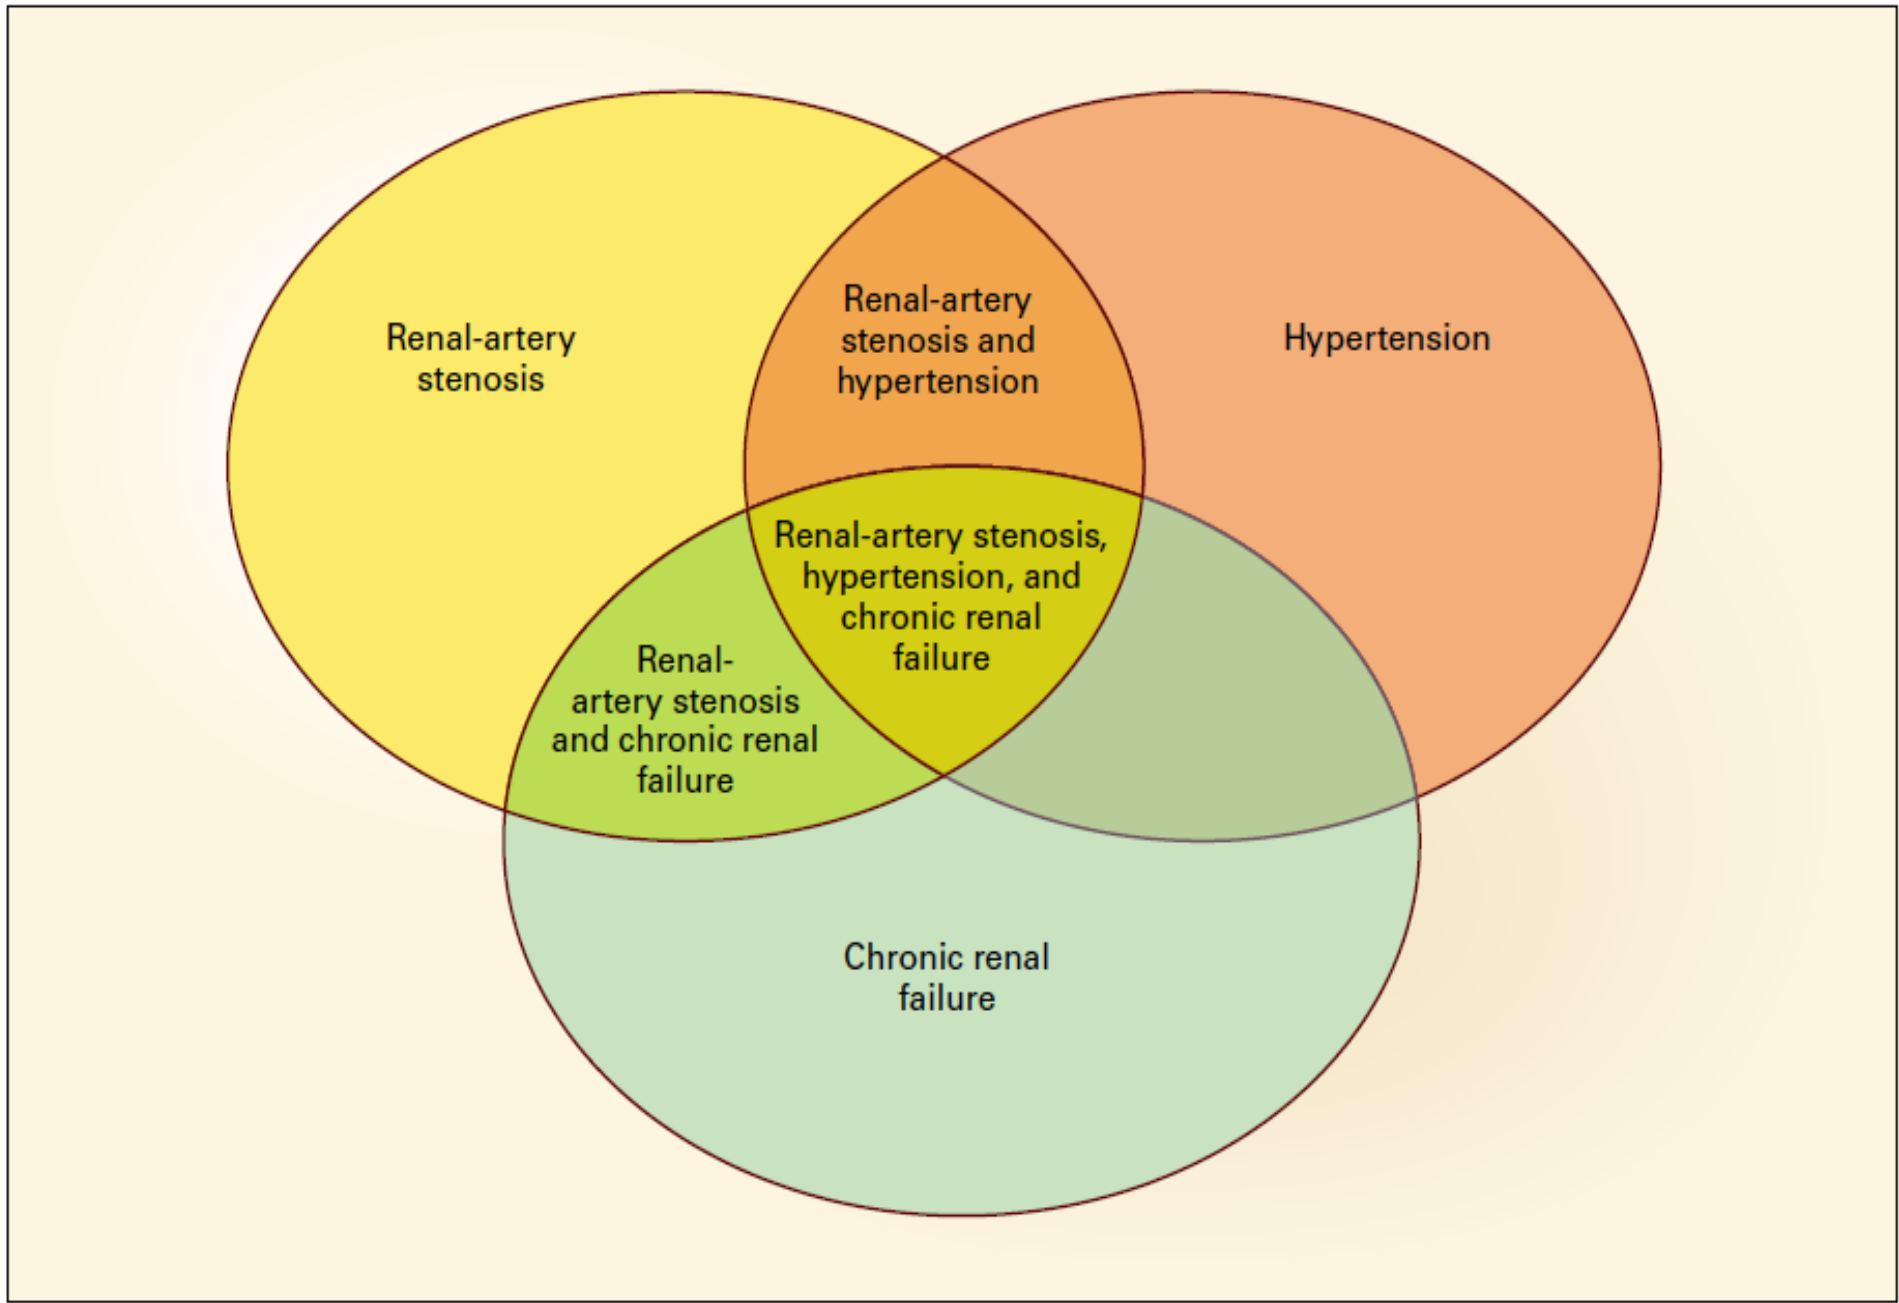 Renal-artery
stenosis
Renal-artery
stenosis and
hypertension
Hypertension
Renal-artery stenosis,
hypertension, and
chronic renal
failure
Renal-
artery stenosis
and chronic renal
failure
Chronic renal
failure